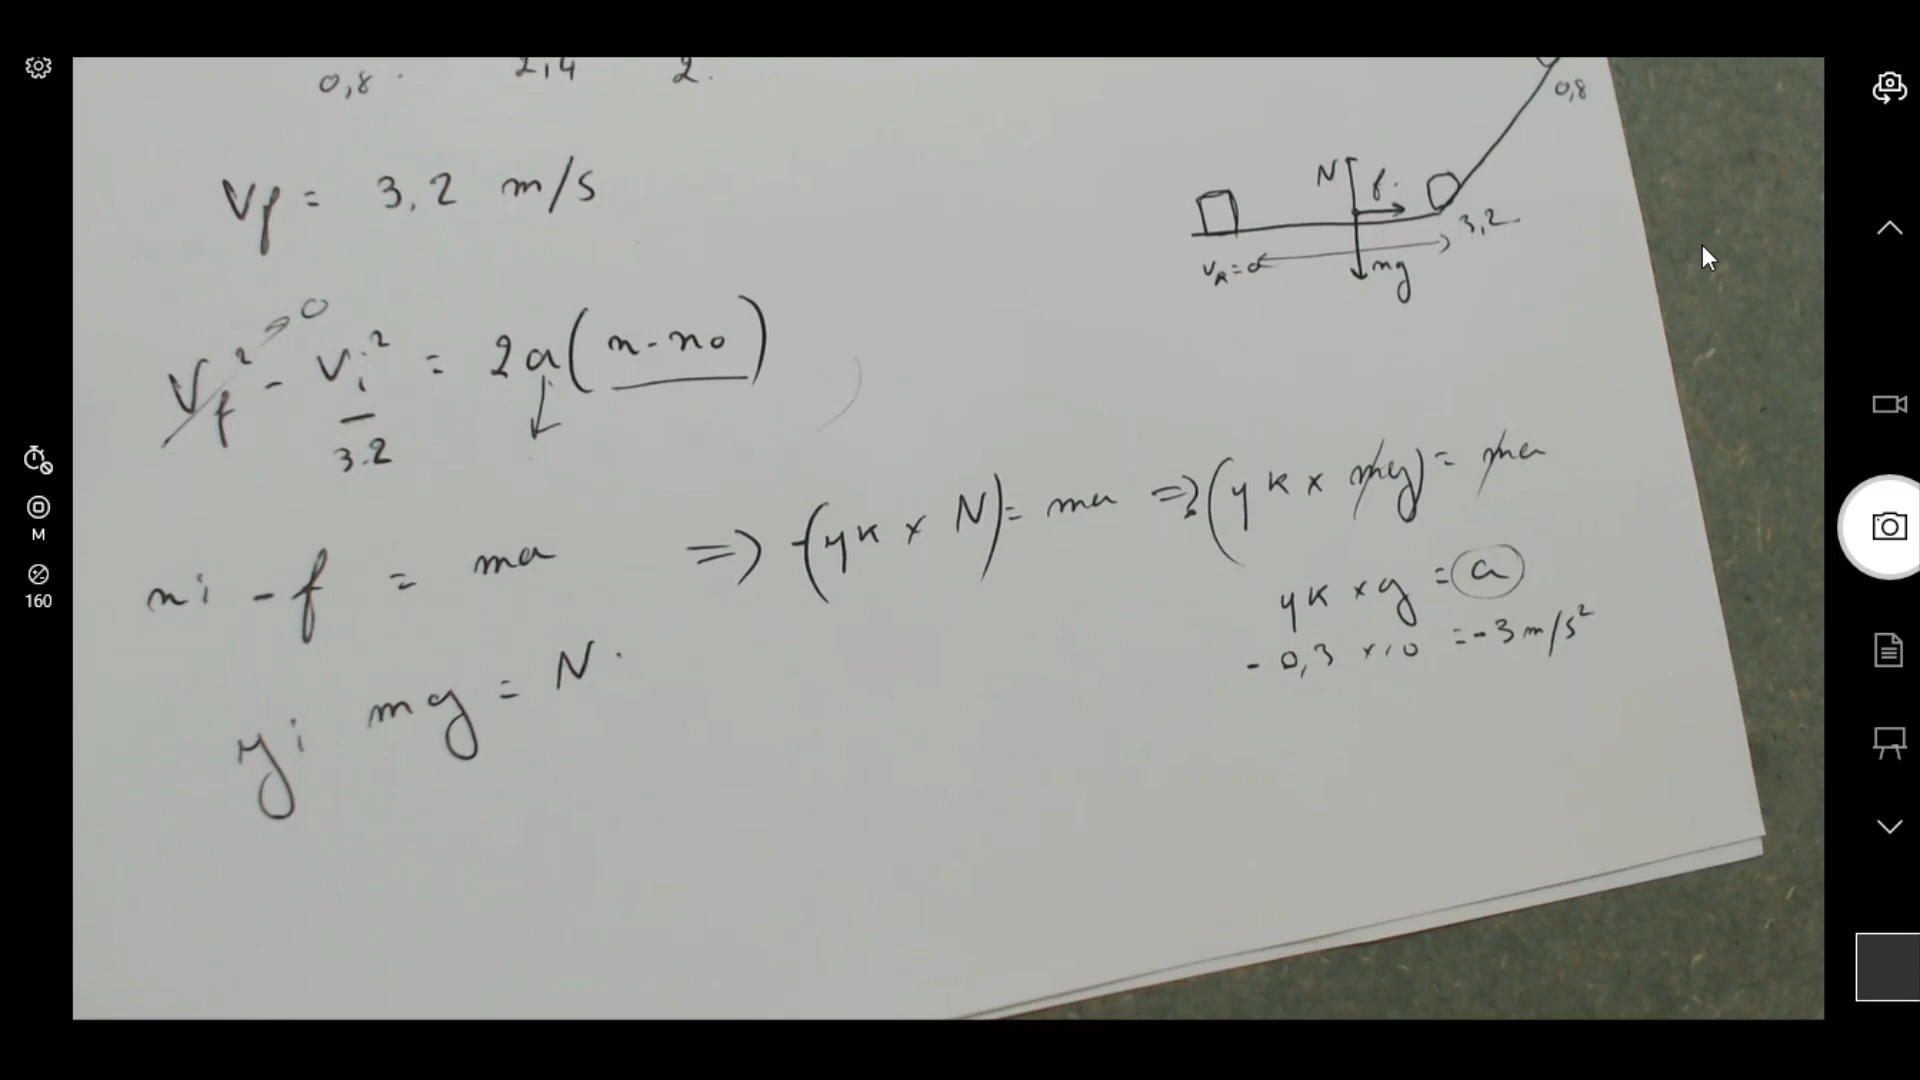 0,8 . 2,4 2.
0,8
Vf = 3,2 m/s
N f.
3,2
VA=0 mg
0
Vf² - Vi² = 2a(x-x0)
3.2
x: -f = ma => -(μk × N) = ma => -(μk × mg) = ma
μk × g = a
- 0,3 × 10 = -3 m/s²
y: mg = N.
M
160